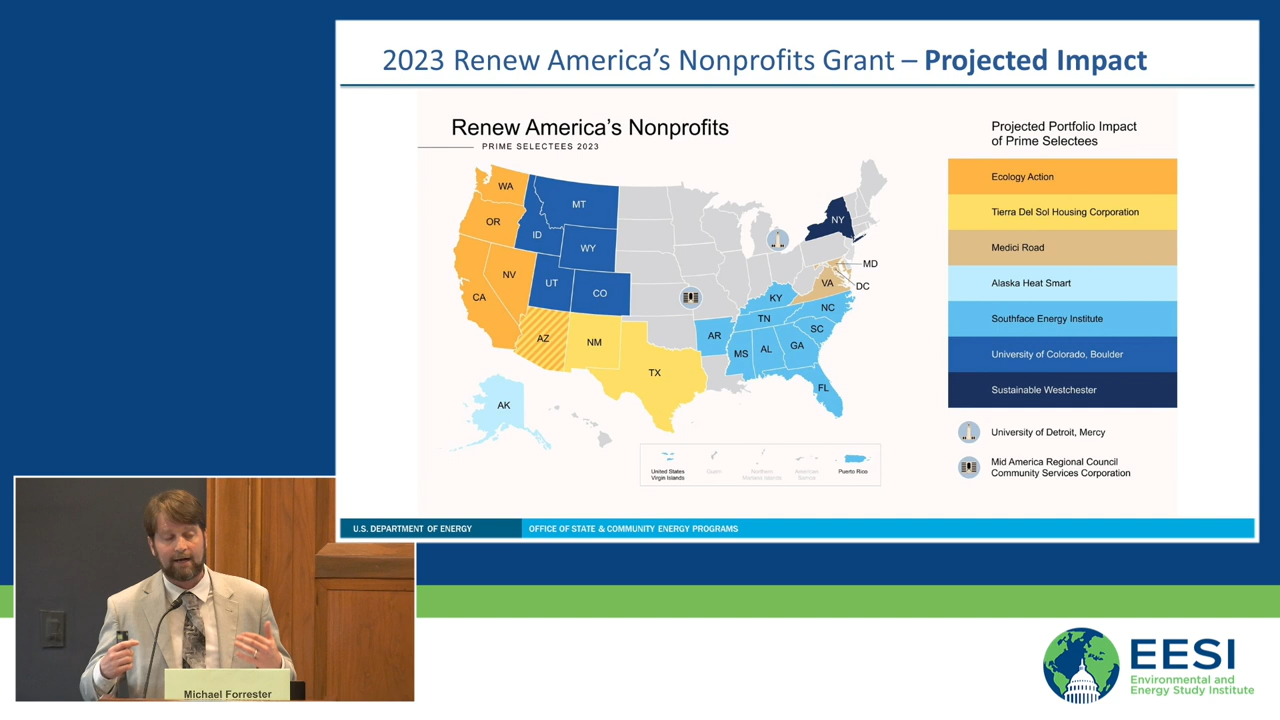 2023 Renew America's Nonprofits Grant – Projected Impact
Renew America's Nonprofits
PRIME SELECTEES 2023
WA
OR
CA
NV
ID
MT
WY
UT
CO
AZ
NM
TX
AK
AR
KY
TN
MS
AL
GA
FL
NC
SC
VA
MD
DC
NY
United States
Virgin Islands
Guam
Northern
Mariana Islands
American
Samoa
Puerto Rico
Projected Portfolio Impact
of Prime Selectees
Ecology Action
Tierra Del Sol Housing Corporation
Medici Road
Alaska Heat Smart
Southface Energy Institute
University of Colorado, Boulder
Sustainable Westchester
University of Detroit, Mercy
Mid America Regional Council
Community Services Corporation
U.S. DEPARTMENT OF ENERGY
OFFICE OF STATE & COMMUNITY ENERGY PROGRAMS
Michael Forrester
EESI
Environmental and
Energy Study Institute